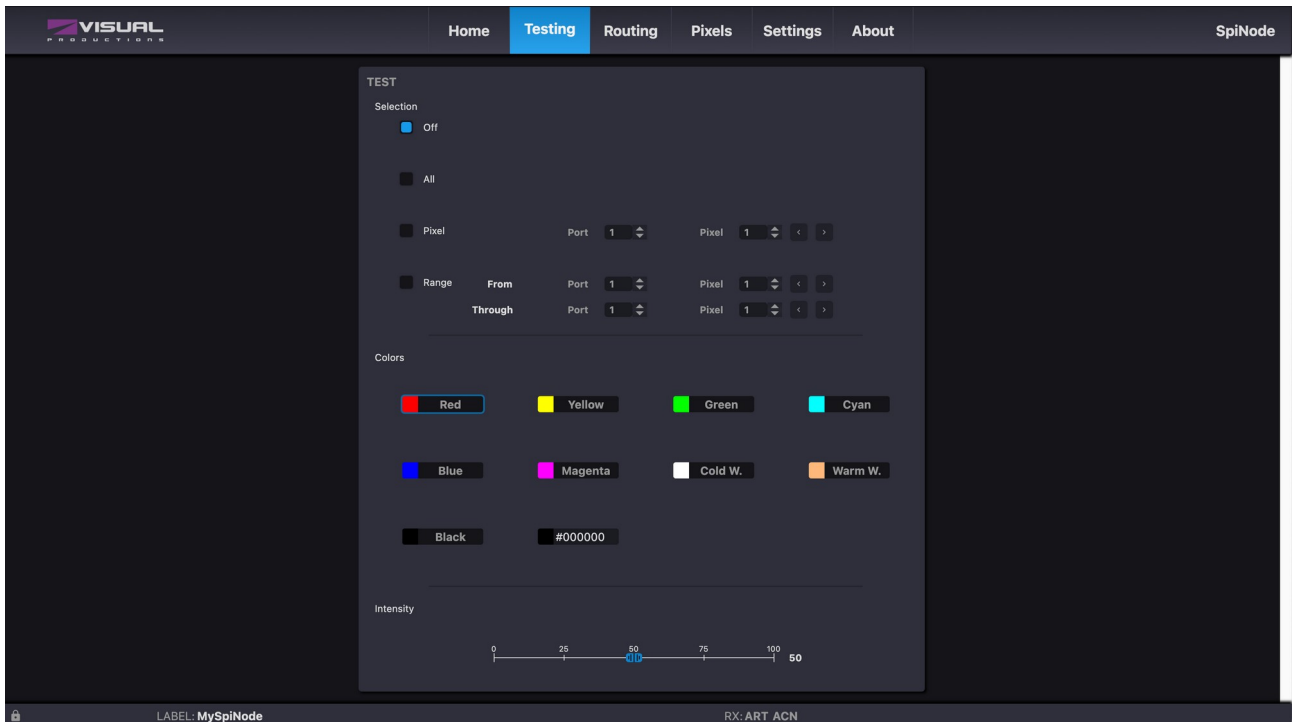 VISUAL
PRODUCTIONS
Home Testing Routing Pixels Settings About SpiNode
TEST
Selection
Off
All
Pixel Port 1 Pixel 1 < >
Range From Port 1 Pixel 1 < >
Through Port 1 Pixel 1 < >
Colors
Red Yellow Green Cyan
Blue Magenta Cold W. Warm W.
Black #000000
Intensity
0 25 50 75 100
50
LABEL: MySpiNode RX: ART ACN